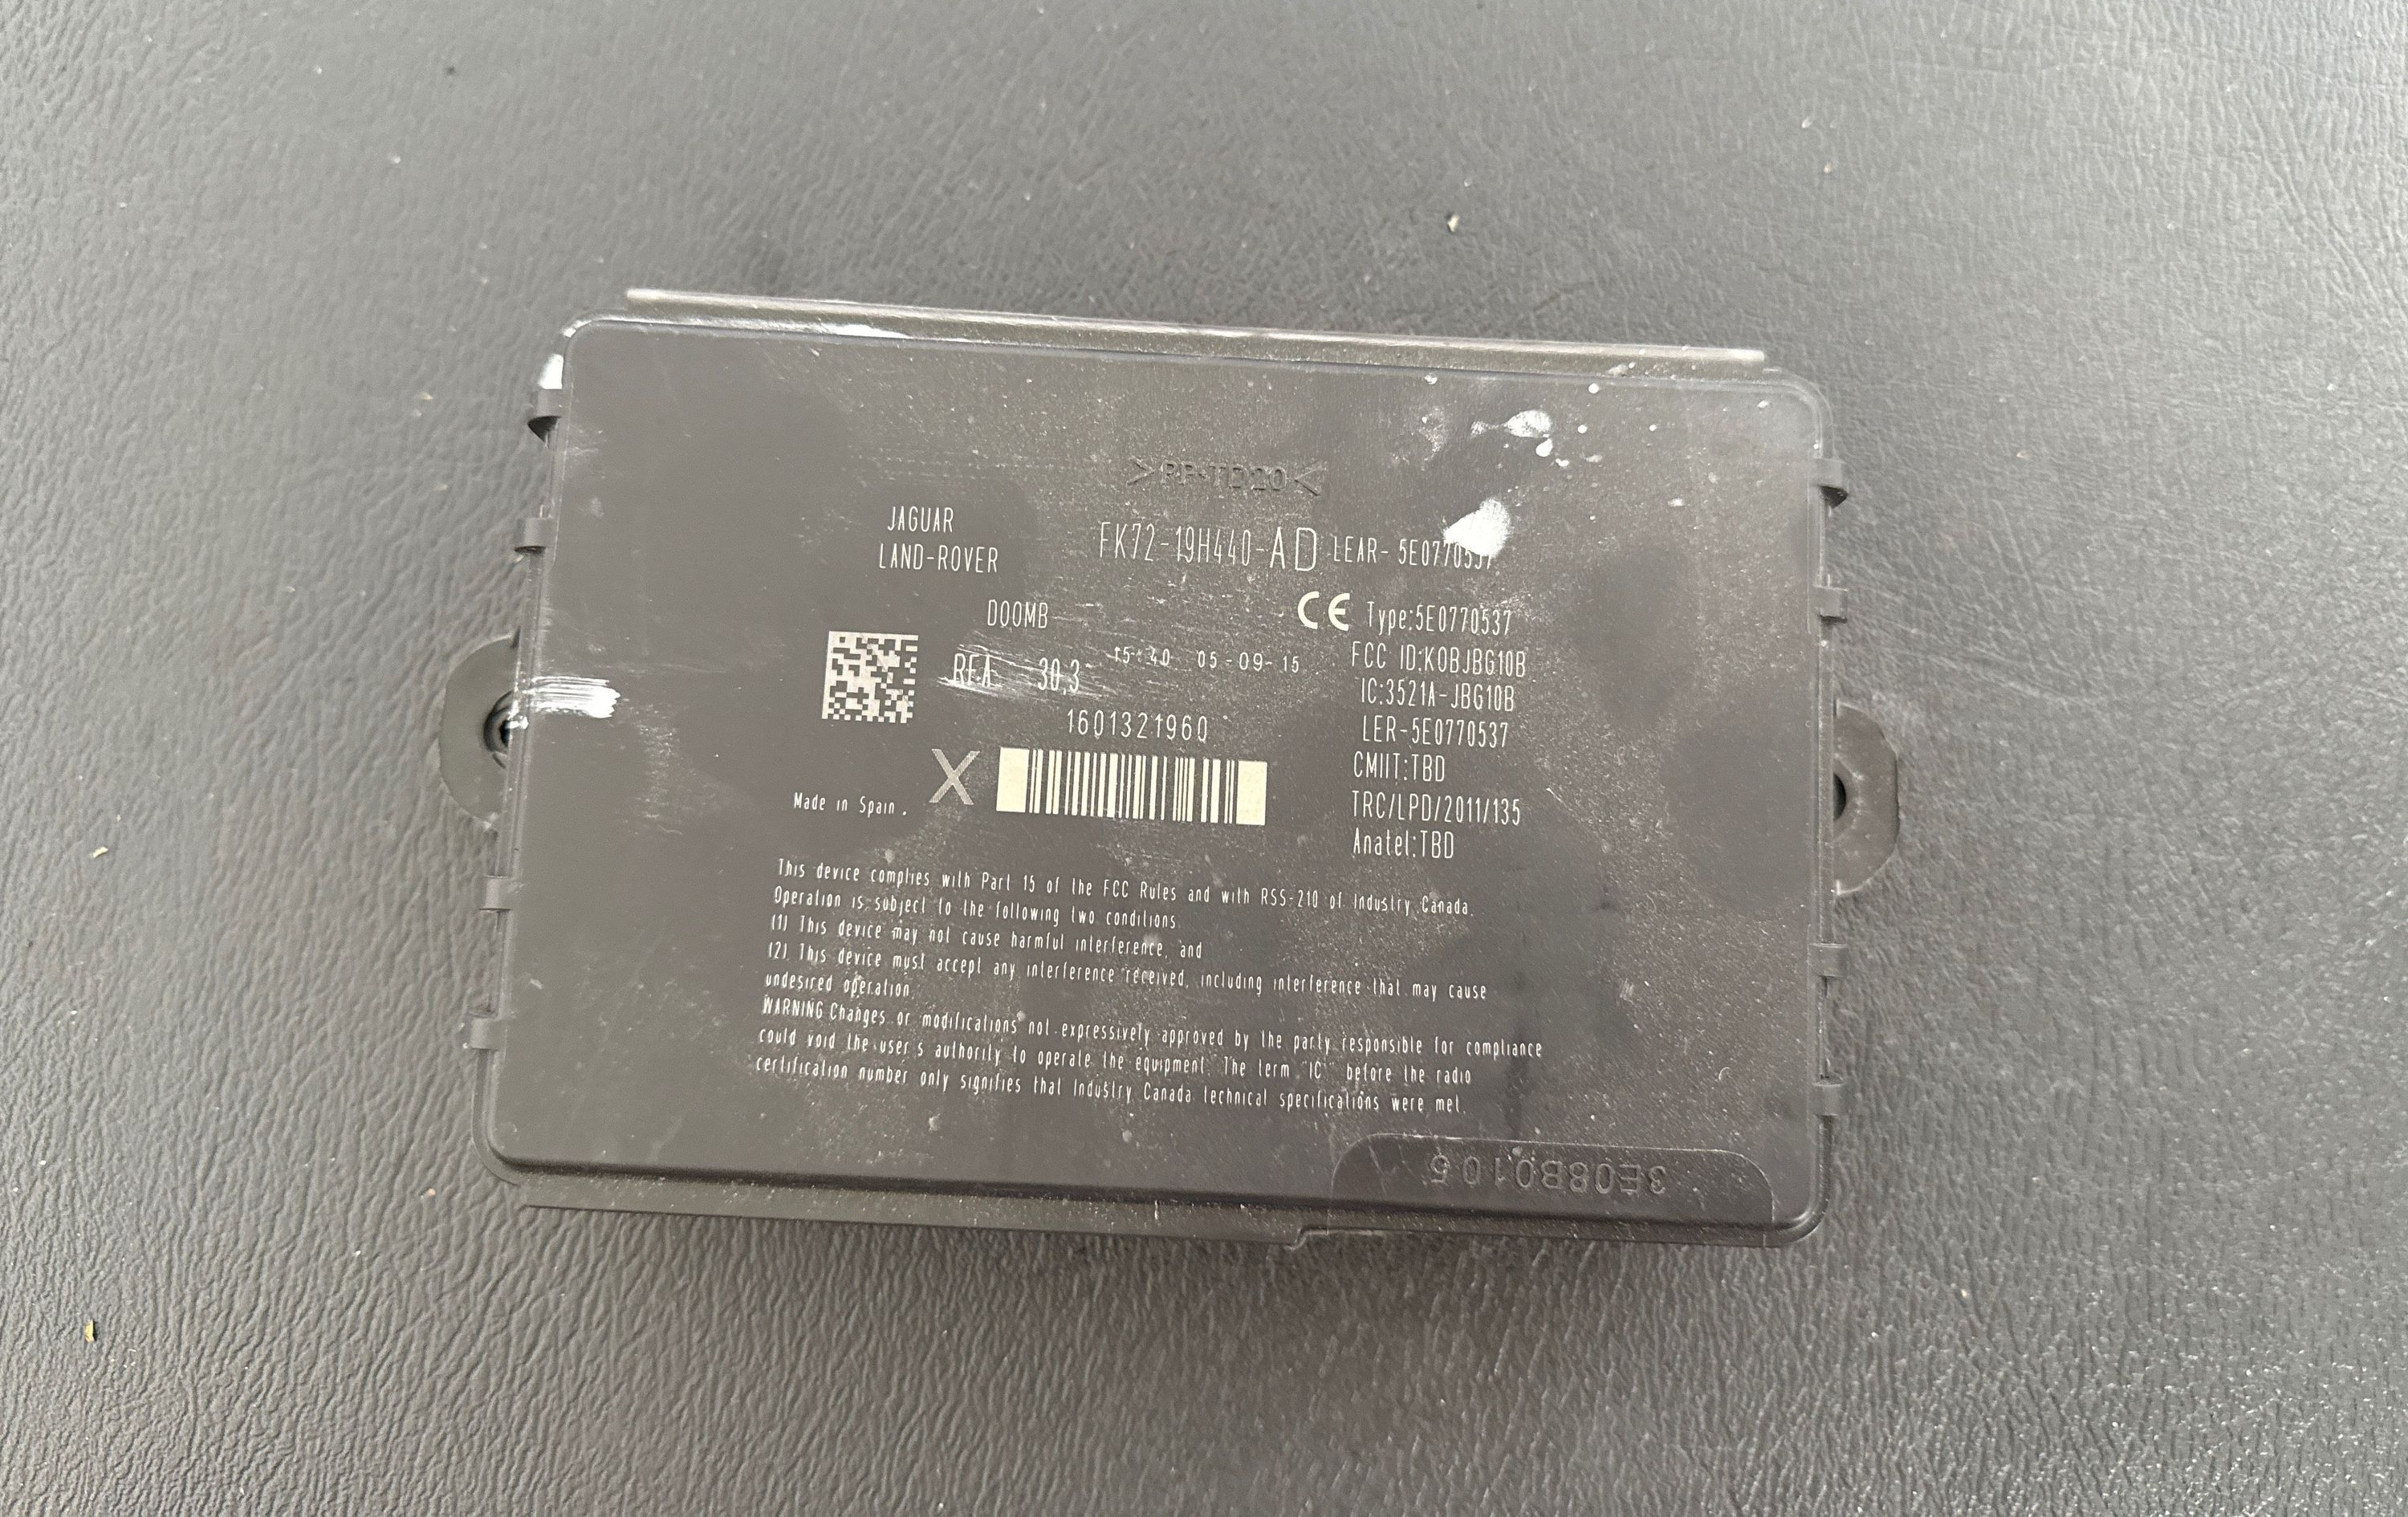 >PP-TD20<
JAGUAR
LAND-ROVER
FK72-19H440-AD LEAR- 5E0770537
D00MB
CE Type:5E0770537
RFA 30,3 15-40 05-09-15
FCC ID:K0BJBG10B
IC:3521A-JBG10B
1601321960
LER-5E0770537
CMIIT:TBD
X
Made in Spain .
TRC/LPD/2011/135
Anatel:TBD
This device complies with Part 15 of the FCC Rules and with RSS-210 of Industry Canada.
Operation is subject to the following two conditions.
(1) This device may not cause harmful interference, and
(2) This device must accept any interference received, including interference that may cause
undesired operation.
WARNING Changes or modifications not expressively approved by the party responsible for compliance
could void the user s authority to operate the equipment. The term "IC" before the radio
certification number only signifies that Industry Canada technical specifications were met.
3E08B0105